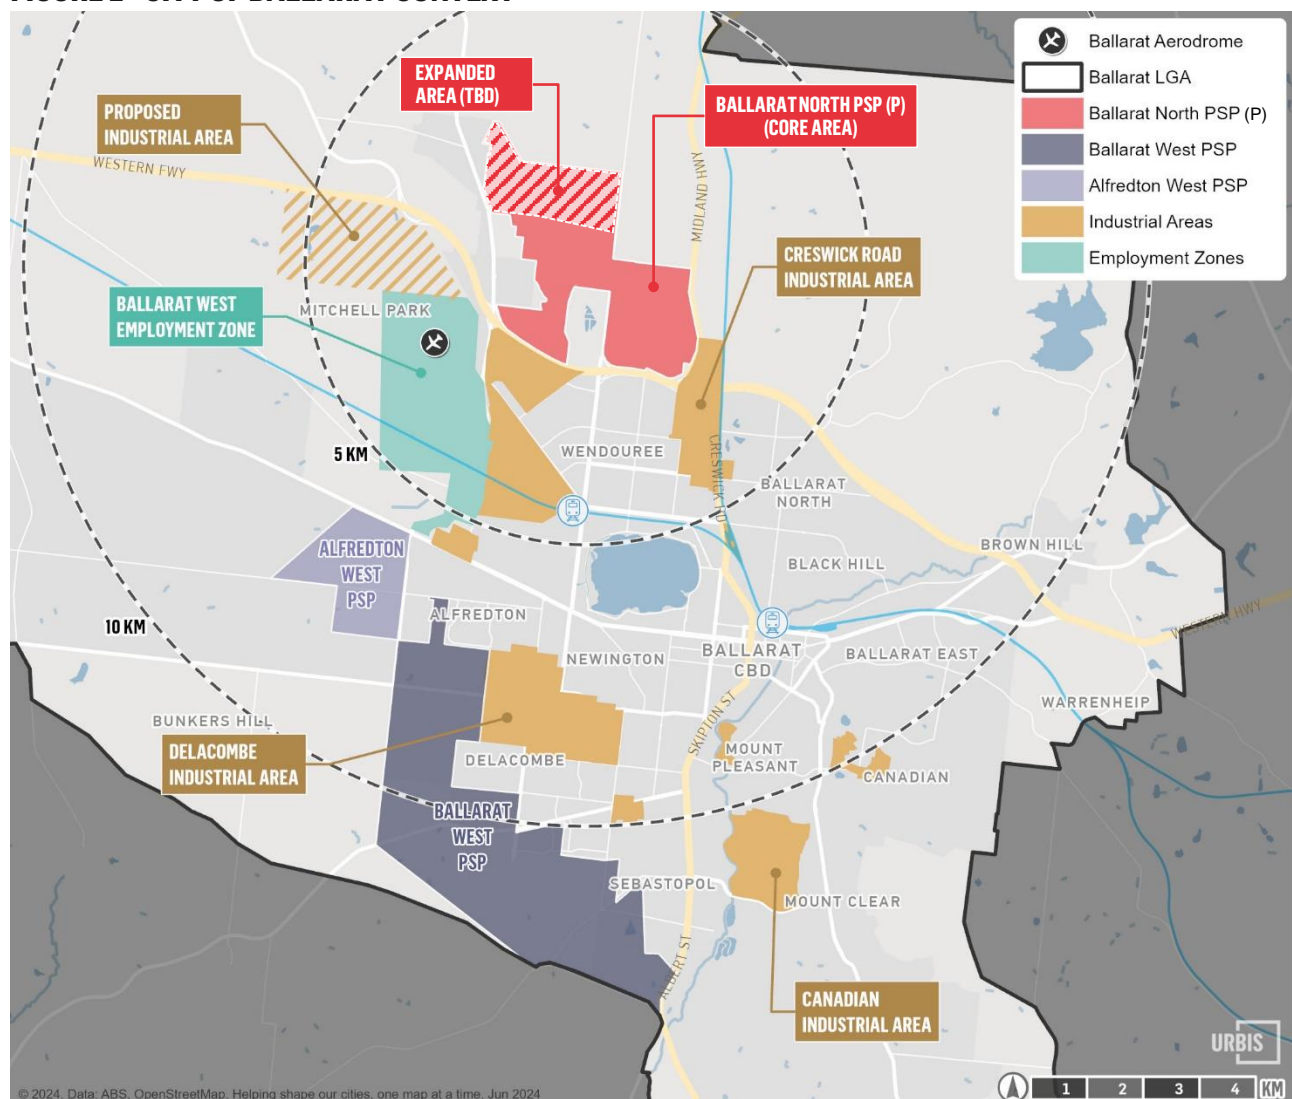 Ballarat Aerodrome
Ballarat LGA
Ballarat North PSP (P)
Ballarat West PSP
Alfredton West PSP
Industrial Areas
Employment Zones
EXPANDED
AREA (TBD)
BALLARAT NORTH PSP (P)
(CORE AREA)
PROPOSED
INDUSTRIAL AREA
WESTERN FWY
MIDLAND HWY
CRESWICK ROAD
INDUSTRIAL AREA
BALLARAT WEST
EMPLOYMENT ZONE
MITCHELL PARK
5 KM
WENDOUREE
CRESWICK RD
BALLARAT
NORTH
BROWN HILL
BLACK HILL
ALFREDTON
WEST
PSP
WESTERN HWY
ALFREDTON
10 KM
NEWINGTON
BALLARAT
CBD
BALLARAT EAST
WARRENHEIP
BUNKERS HILL
SKIPTON ST
DELACOMBE
INDUSTRIAL AREA
DELACOMBE
MOUNT
PLEASANT
CANADIAN
BALLARAT
WEST
PSP
SEBASTOPOL
MOUNT CLEAR
ALBERT ST
CANADIAN
INDUSTRIAL AREA
URBIS
© 2024. Data: ABS, OpenStreetMap. Helping shape our cities, one map at a time. Jun 2024
1 2 3 4 KM